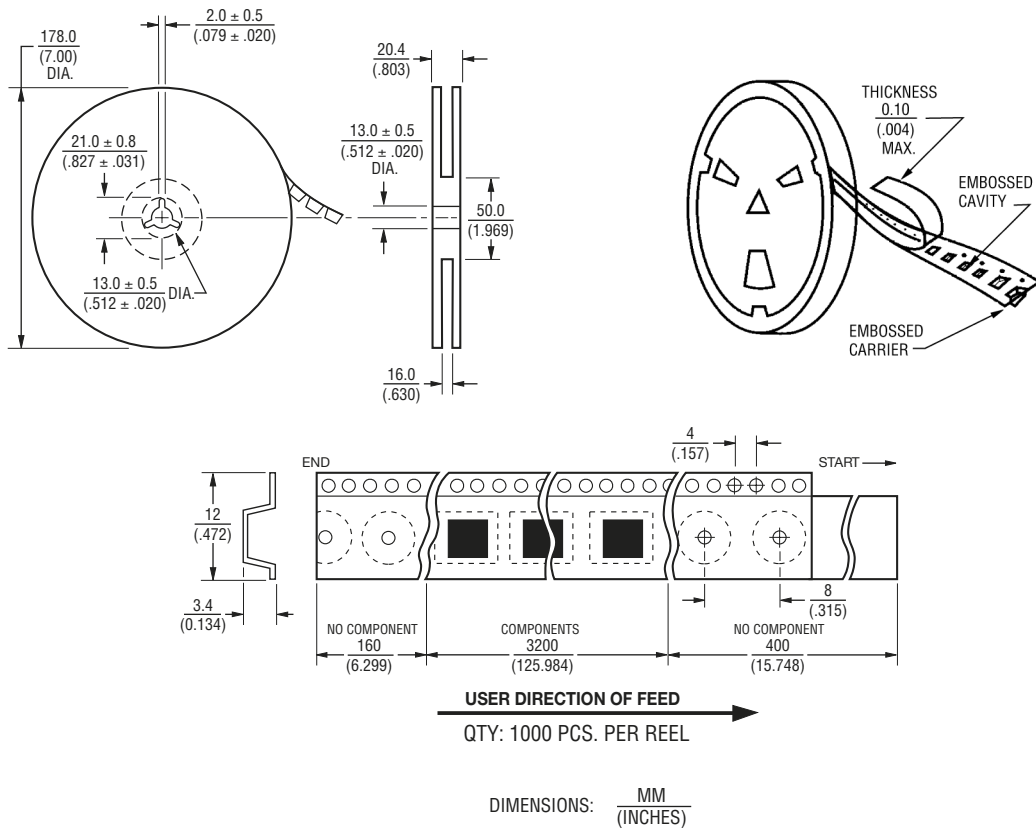 2.0 ± 0.5
(.079 ± .020)
178.0
(7.00)
DIA.
20.4
(.803)
THICKNESS
0.10
(.004)
MAX.
21.0 ± 0.8
(.827 ± .031)
13.0 ± 0.5
(.512 ± .020)
DIA.
EMBOSSED
CAVITY
50.0
(1.969)
13.0 ± 0.5
(.512 ± .020)
DIA.
EMBOSSED
CARRIER
16.0
(.630)
4
(.157)
END
START
12
(.472)
8
(.315)
3.4
(0.134)
NO COMPONENT
160
(6.299)
COMPONENTS
3200
(125.984)
NO COMPONENT
400
(15.748)
USER DIRECTION OF FEED
QTY: 1000 PCS. PER REEL
DIMENSIONS:
MM
(INCHES)